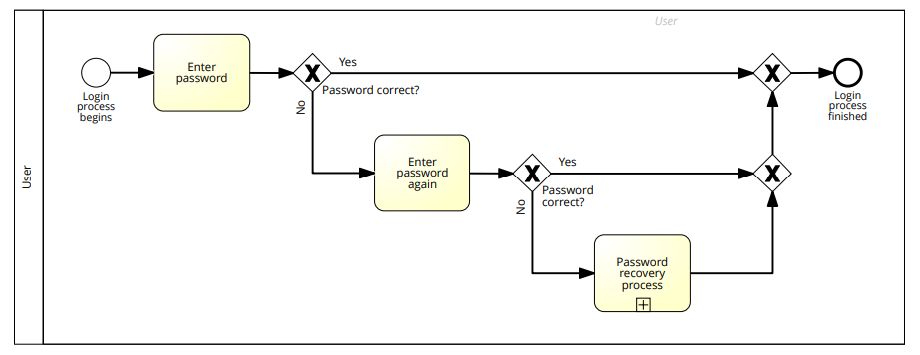 User
User
Enter
password
Yes
Password correct?
No
Login
process
begins
Login
process
finished
Enter
password
again
Yes
Password
correct?
No
Password
recovery
process